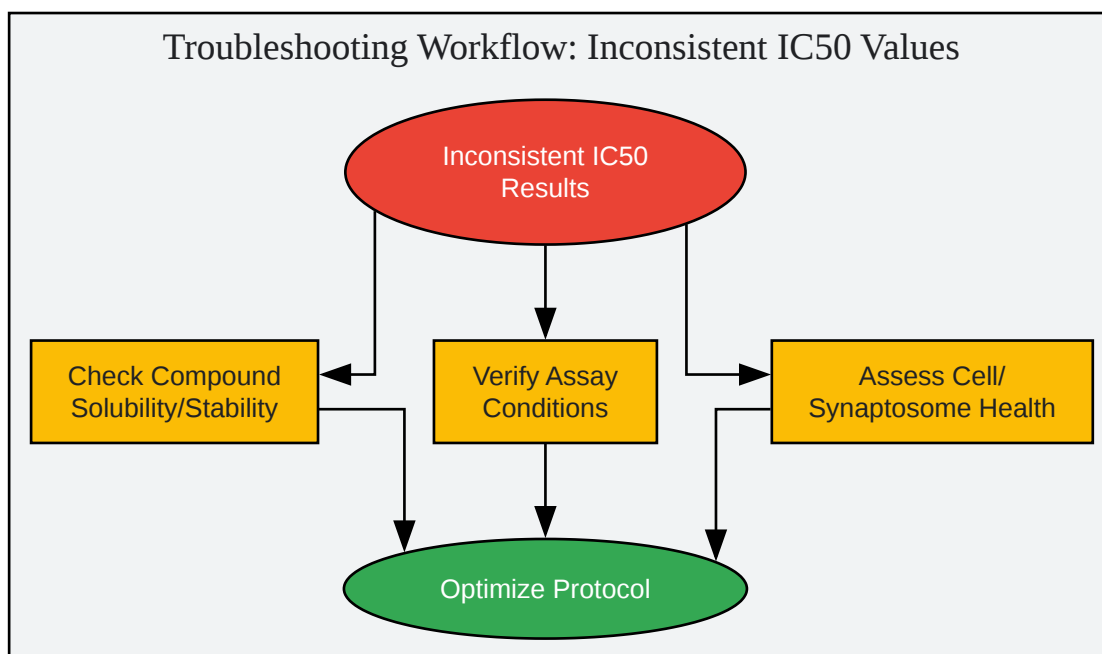 Troubleshooting Workflow: Inconsistent IC50 Values
Inconsistent IC50
Results
Check Compound
Solubility/Stability
Verify Assay
Conditions
Assess Cell/
Synaptosome Health
Optimize Protocol